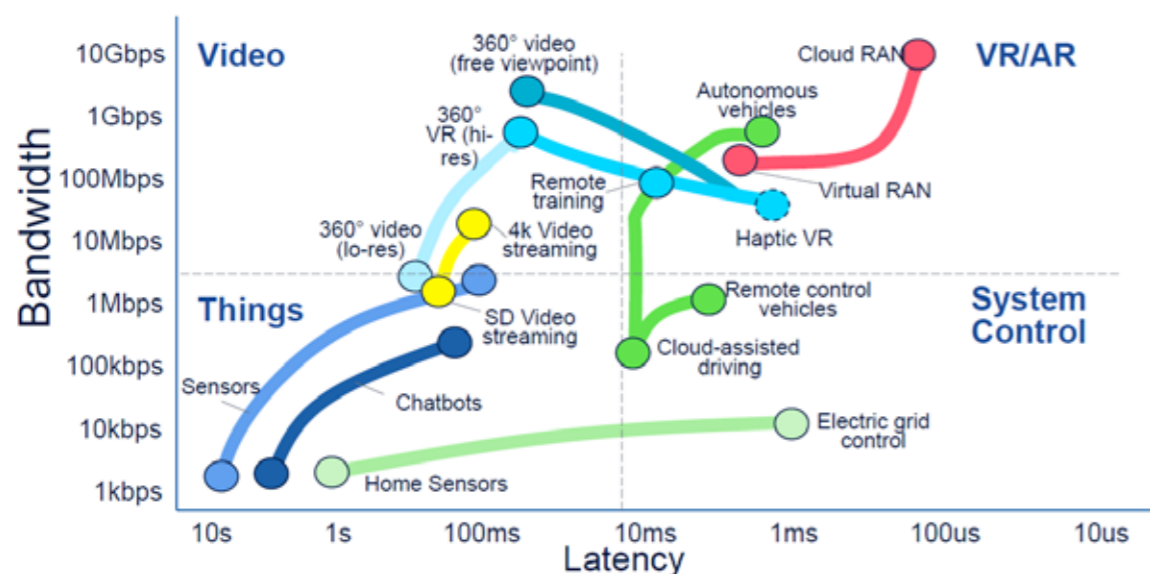 Video
VR/AR
Things
System
Control
Bandwidth
10Gbps
1Gbps
100Mbps
10Mbps
1Mbps
100kbps
10kbps
1kbps
360° video
(free viewpoint)
360°
VR (hi-
res)
360° video
(lo-res)
4k Video
streaming
SD Video
streaming
Sensors
Chatbots
Home Sensors
Cloud RAN
Autonomous
vehicles
Remote
training
Virtual RAN
Haptic VR
Remote control
vehicles
Cloud-assisted
driving
Electric grid
control
10s
1s
100ms
10ms
1ms
100us
10us
Latency